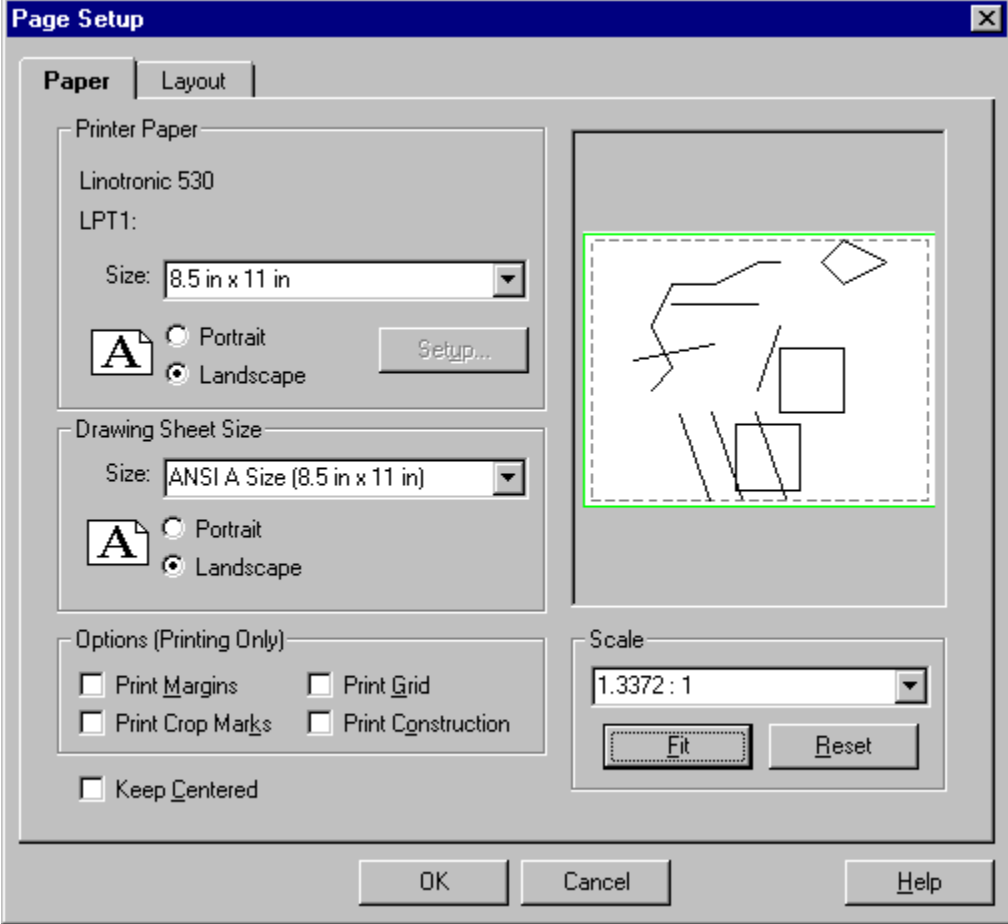 Page Setup
Paper
Layout
Printer Paper
Linotronic 530
LPT1:
Size: 8.5 in x 11 in
A
Portrait
Landscape
Setup...
Drawing Sheet Size
Size: ANSI A Size (8.5 in x 11 in)
A
Portrait
Landscape
Options (Printing Only)
Print Margins
Print Grid
Print Crop Marks
Print Construction
Keep Centered
Scale
1.3372 : 1
Fit
Reset
OK
Cancel
Help